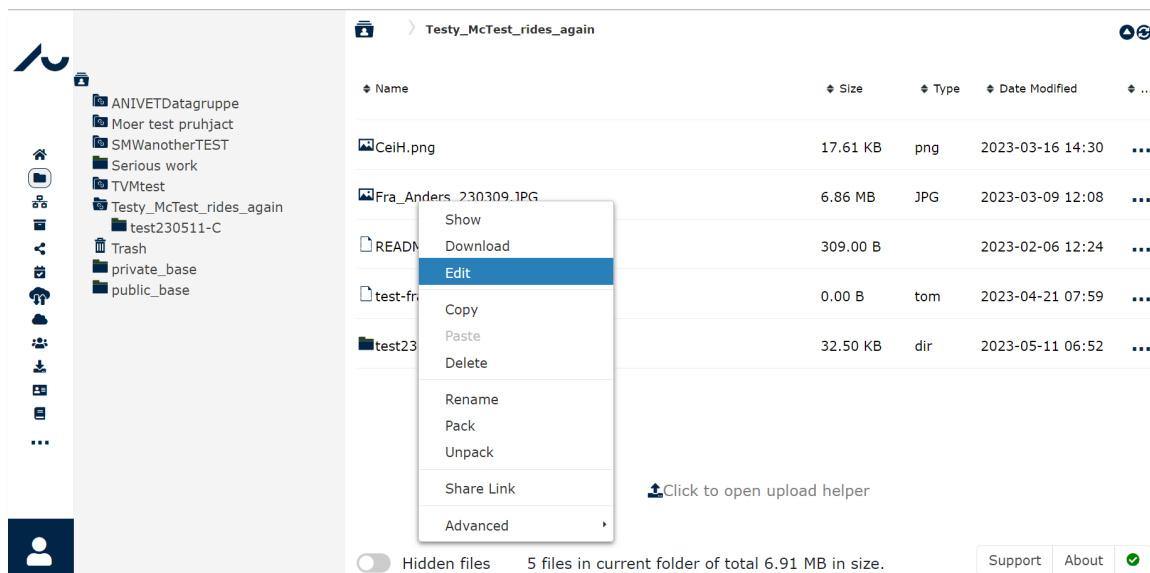 Testy_McTest_rides_again
ANIVETDatagruppe
Moer test pruhjact
SMWanotherTEST
Serious work
TVMtest
Testy_McTest_rides_again
test230511-C
Trash
private_base
public_base
Name Size Type Date Modified ...
CeiH.png 17.61 KB png 2023-03-16 14:30 ...
Fra_Anders_230309.JPG 6.86 MB JPG 2023-03-09 12:08 ...
309.00 B 2023-02-06 12:24 ...
0.00 B tom 2023-04-21 07:59 ...
32.50 KB dir 2023-05-11 06:52 ...
Show
Download
Edit
Copy
Paste
Delete
Rename
Pack
Unpack
Share Link
Advanced
Click to open upload helper
Hidden files 5 files in current folder of total 6.91 MB in size.
Support About